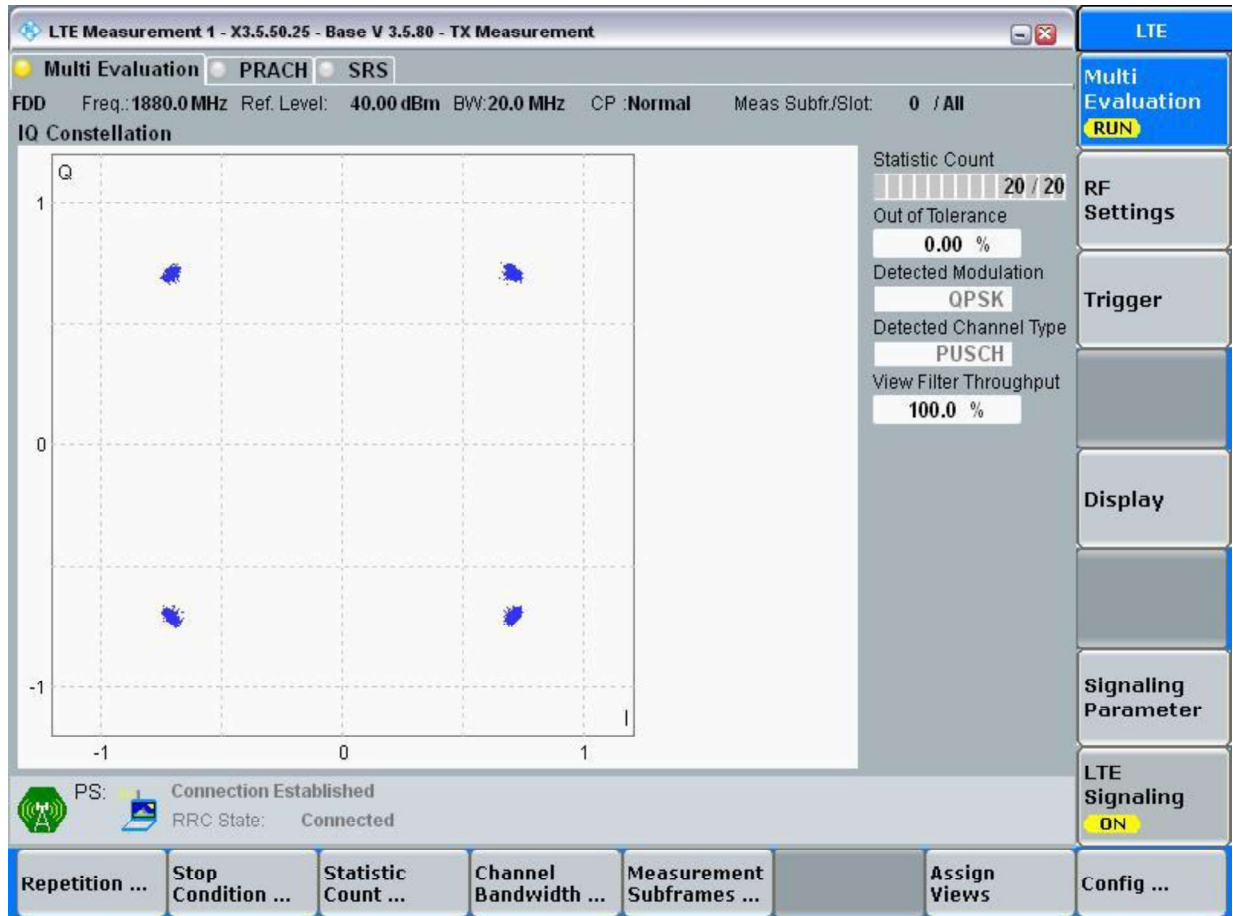 LTE Measurement 1 - X3.5.50.25 - Base V 3.5.80 - TX Measurement
LTE
Multi Evaluation PRACH SRS
Multi Evaluation
RUN
FDD Freq.: 1880.0 MHz Ref. Level: 40.00 dBm BW: 20.0 MHz CP :Normal Meas Subfr./Slot: 0 / All
IQ Constellation
Q
1
0
-1
I
-1 0 1
Statistic Count
20 / 20
Out of Tolerance
0.00 %
Detected Modulation
QPSK
Detected Channel Type
PUSCH
View Filter Throughput
100.0 %
RF
Settings
Trigger
Display
Signaling
Parameter
LTE
Signaling
ON
PS: Connection Established
RRC State: Connected
Repetition ...
Stop
Condition ...
Statistic
Count ...
Channel
Bandwidth ...
Measurement
Subframes ...
Assign
Views
Config ...